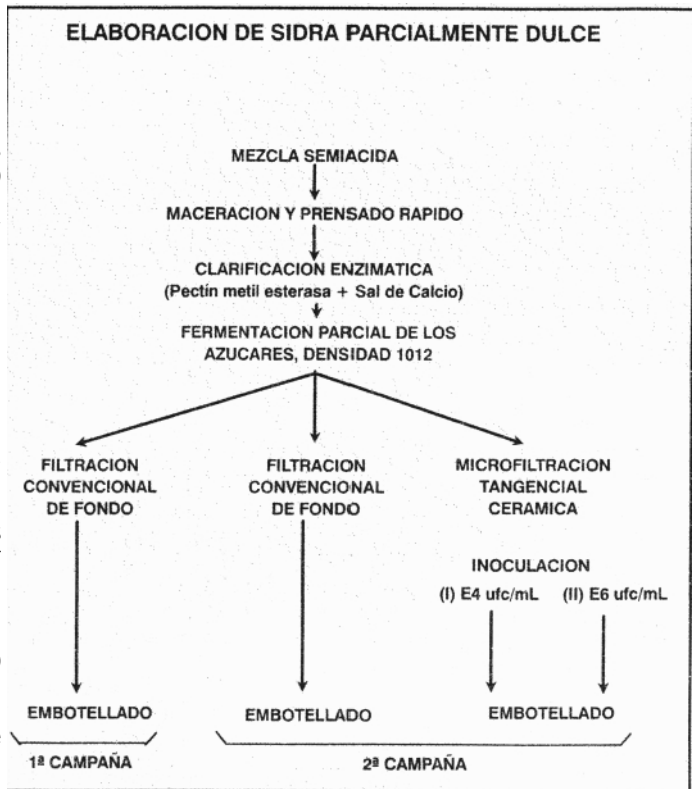 ELABORACION DE SIDRA PARCIALMENTE DULCE
MEZCLA SEMIACIDA
MACERACION Y PRENSADO RAPIDO
CLARIFICACION ENZIMATICA
(Pectín metil esterasa + Sal de Calcio)
FERMENTACION PARCIAL DE LOS
AZUCARES, DENSIDAD 1012
FILTRACION
CONVENCIONAL
DE FONDO
FILTRACION
CONVENCIONAL
DE FONDO
MICROFILTRACION
TANGENCIAL
CERAMICA
INOCULACION
(I) E4 ufc/mL (II) E6 ufc/mL
EMBOTELLADO EMBOTELLADO EMBOTELLADO
1ª CAMPAÑA 2ª CAMPAÑA